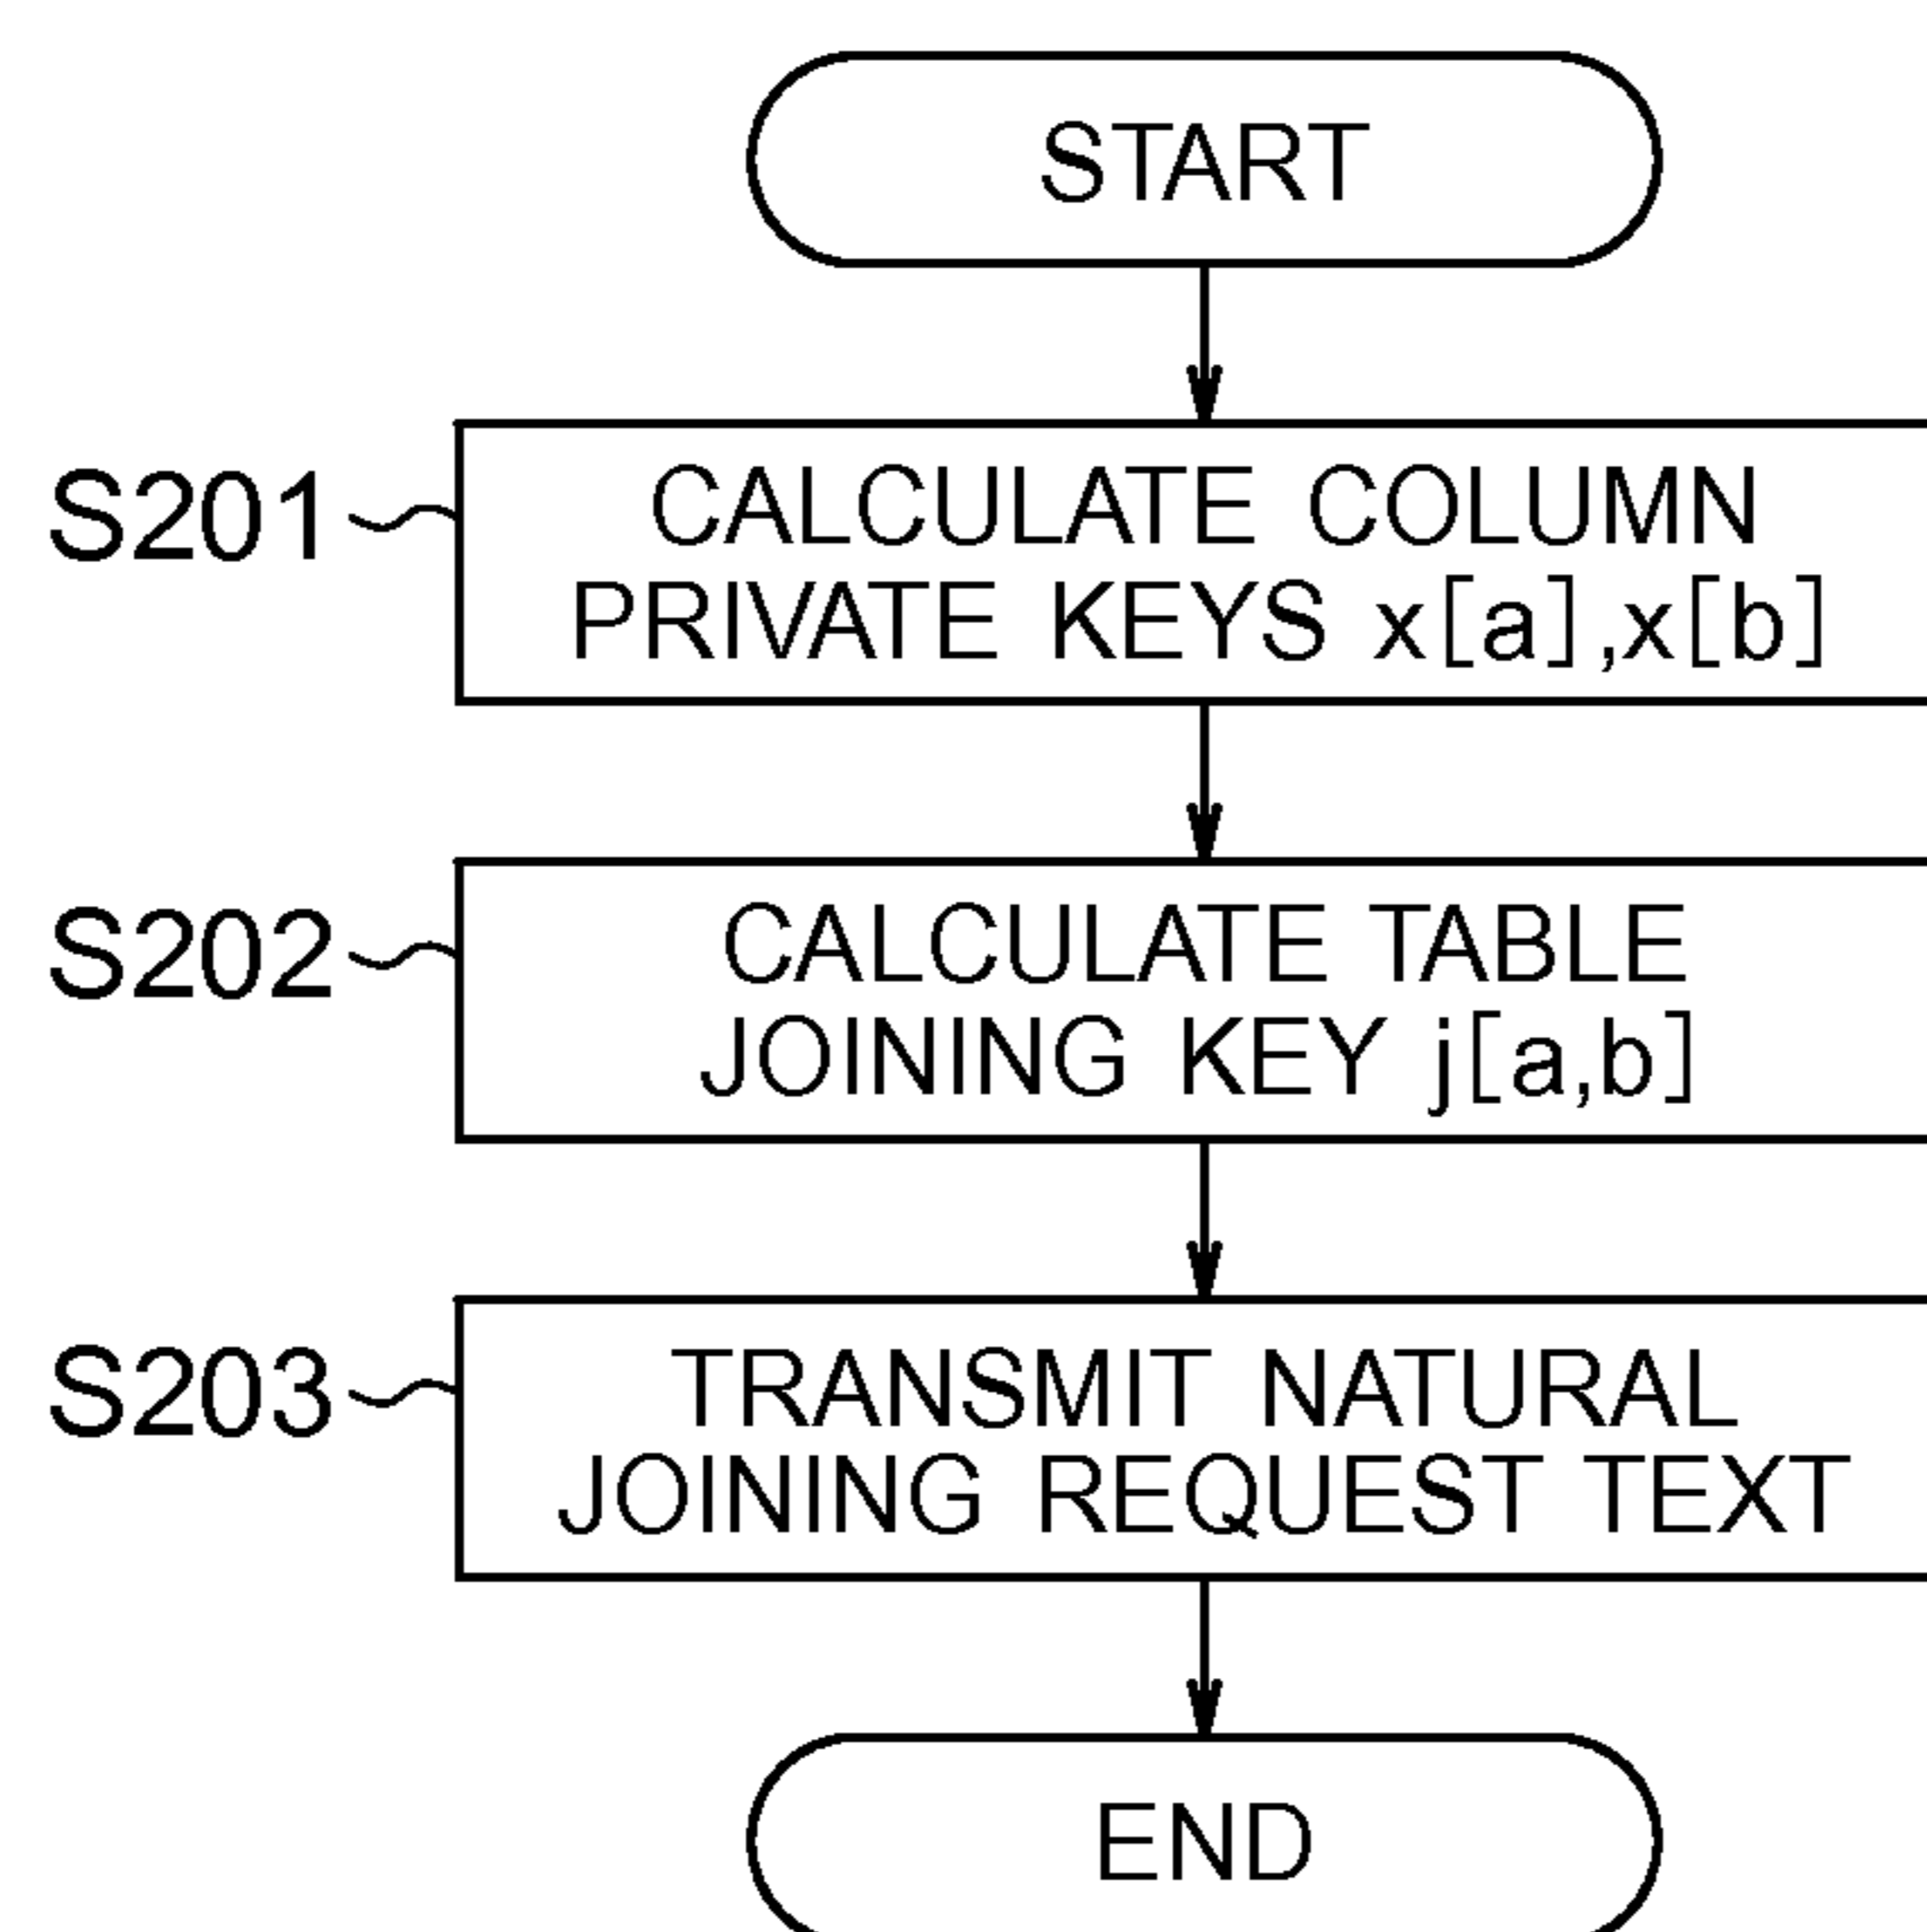 START
S201
CALCULATE COLUMN
PRIVATE KEYS x[a],x[b]
S202
CALCULATE TABLE
JOINING KEY j[a,b]
S203
TRANSMIT NATURAL
JOINING REQUEST TEXT
END